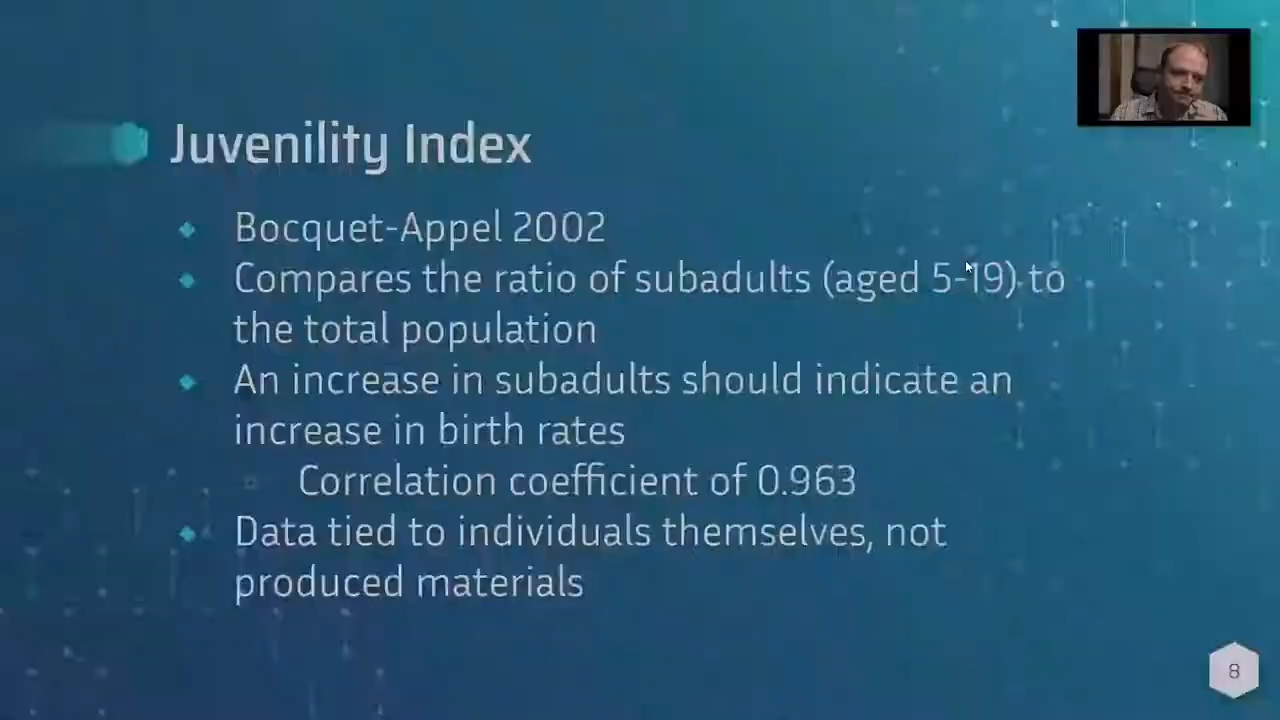 Juvenility Index
Bocquet-Appel 2002
Compares the ratio of subadults (aged 5-19) to
the total population
An increase in subadults should indicate an
increase in birth rates
Correlation coefficient of 0.963
Data tied to individuals themselves, not
produced materials
8